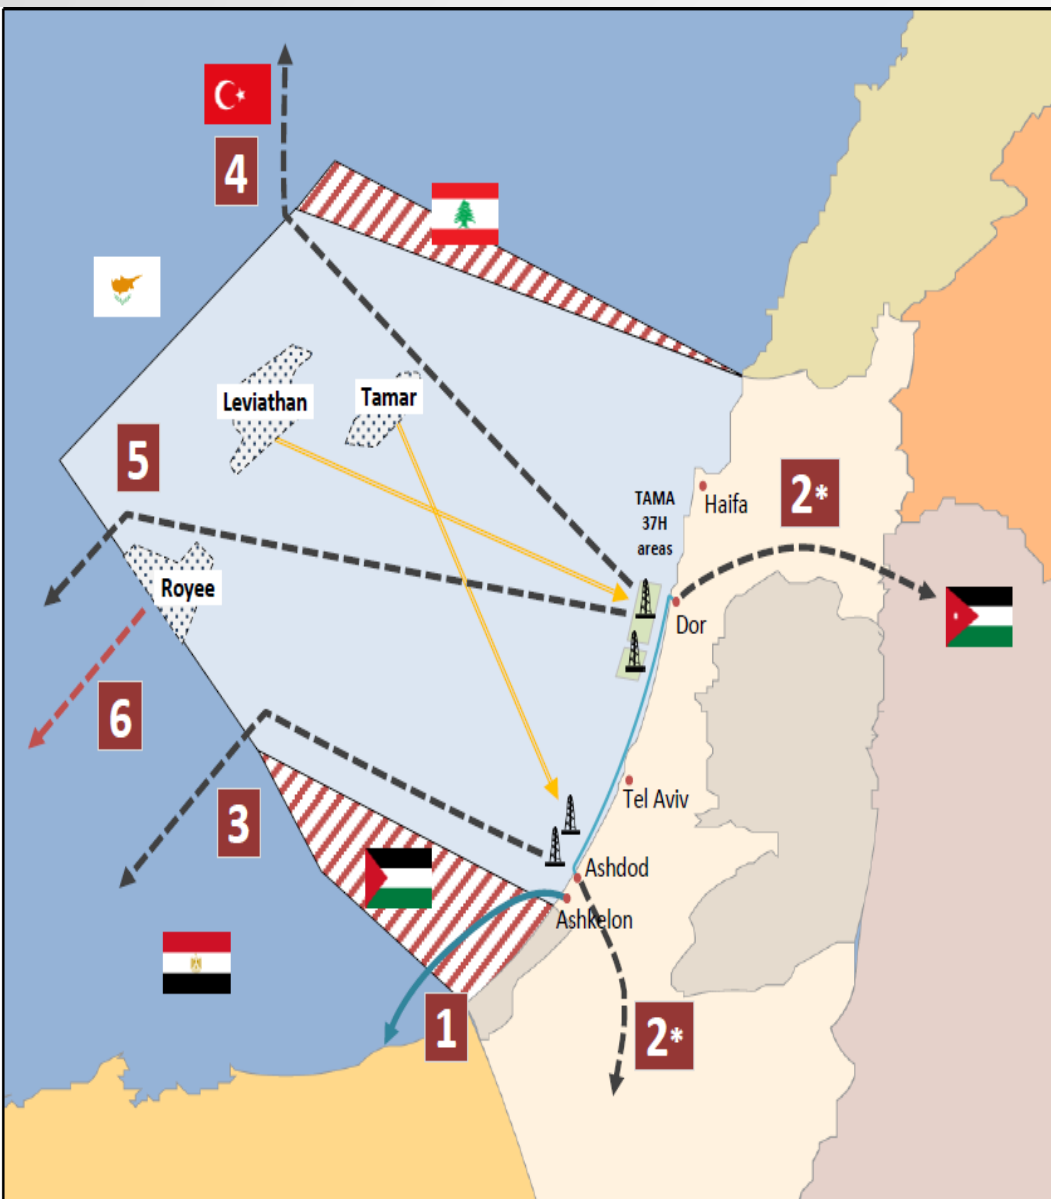 4
Leviathan
Tamar
5
TAMA
37H
areas
Haifa
2*
Royee
Dor
6
Tel Aviv
3
Ashdod
Ashkelon
1
2*